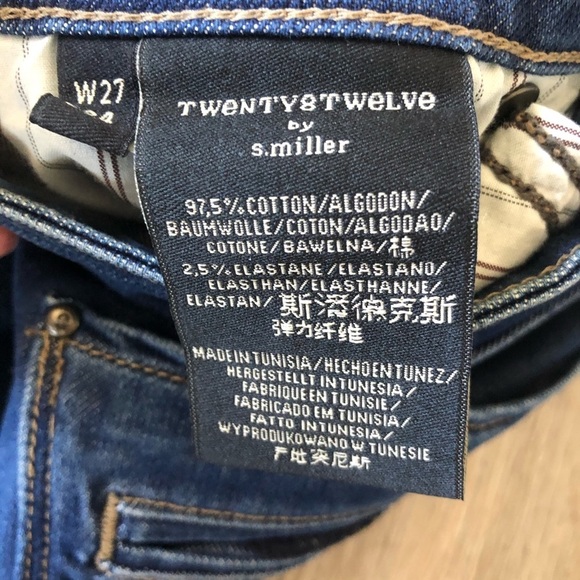 W27
TWENTY8TWELVE
by
s.miller
97,5% COTTON/ALGODON/
BAUMWOLLE/COTON/ALGODAO/
COTONE/BAWELNA/棉
2,5% ELASTANE/ELASTANO/
ELASTHAN/ELASTHANNE/
ELASTAN/斯潘德克斯
弹力纤维
MADE IN TUNISIA/HECHO EN TUNEZ/
HERGESTELLT IN TUNESIA/
FABRIQUE EN TUNISIE/
FABRICADO EM TUNISIA/
FATTO IN TUNISIA/
WYPRODUKOWANO W TUNESIE
产地突尼斯